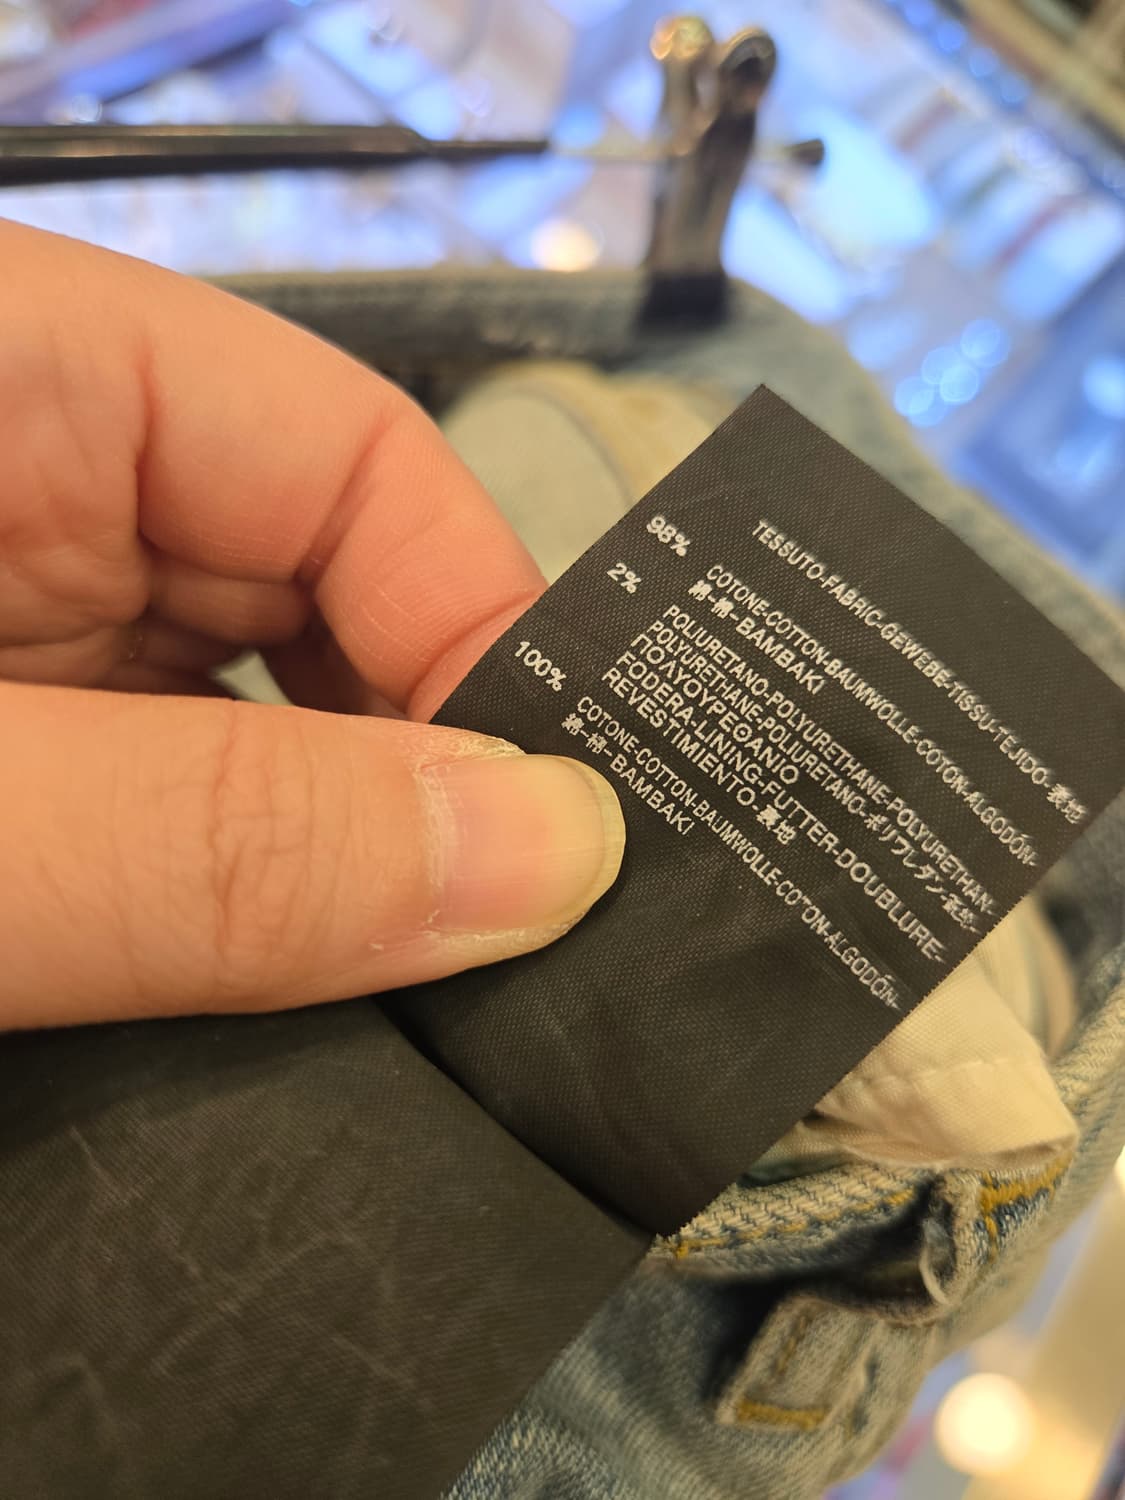 TESSUTO-FABRIC-GEWEBE-TISSU-TEJIDO-表地
98% COTONE-COTTON-BAUMWOLLE-COTON-ALGODÓN-
綿-棉-BAMBAKI
2% POLIURETANO-POLYURETHANE-POLYURETHAN-
POLYURETHANE-POLIURETANO-ポリウレタン-
ΠΟΛΥΟΥΡΕΘΑΝΙΟ
FODERA-LINING-FUTTER-DOUBLURE-
REVESTIMIENTO-裏地
100% COTONE-COTTON-BAUMWOLLE-COTON-ALGODÓN-
綿-棉-BAMBAKI